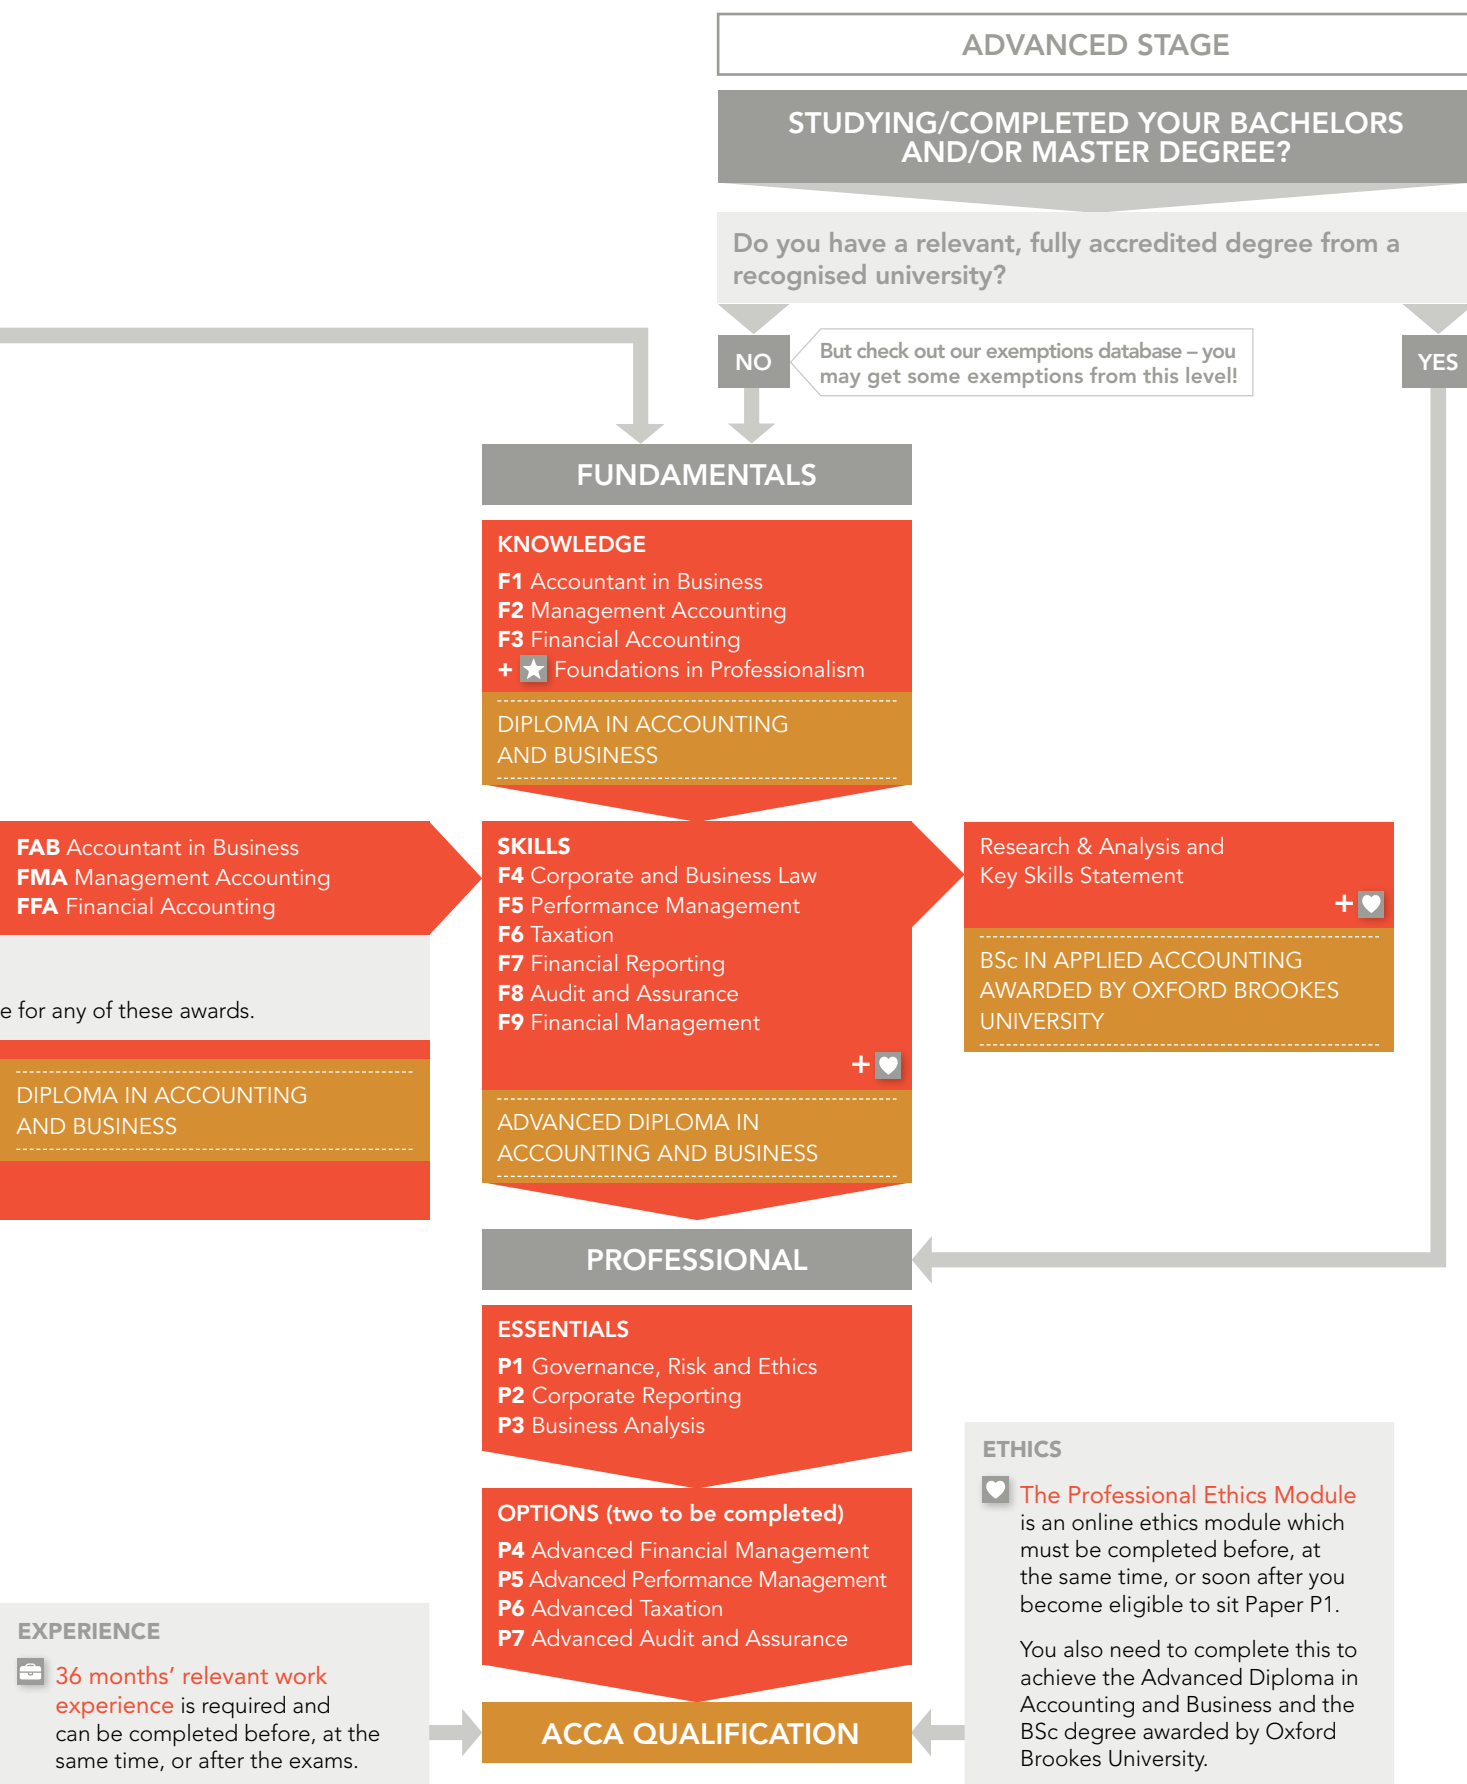 ADVANCED STAGE
STUDYING/COMPLETED YOUR BACHELORS
AND/OR MASTER DEGREE?
Do you have a relevant, fully accredited degree from a
recognised university?
NO
But check out our exemptions database – you
may get some exemptions from this level!
YES
FUNDAMENTALS
KNOWLEDGE
F1 Accountant in Business
F2 Management Accounting
F3 Financial Accounting
+ Foundations in Professionalism
DIPLOMA IN ACCOUNTING
AND BUSINESS
FAB Accountant in Business
FMA Management Accounting
FFA Financial Accounting
e for any of these awards.
DIPLOMA IN ACCOUNTING
AND BUSINESS
SKILLS
F4 Corporate and Business Law
F5 Performance Management
F6 Taxation
F7 Financial Reporting
F8 Audit and Assurance
F9 Financial Management
+
ADVANCED DIPLOMA IN
ACCOUNTING AND BUSINESS
Research & Analysis and
Key Skills Statement
+
BSc IN APPLIED ACCOUNTING
AWARDED BY OXFORD BROOKES
UNIVERSITY
PROFESSIONAL
ESSENTIALS
P1 Governance, Risk and Ethics
P2 Corporate Reporting
P3 Business Analysis
OPTIONS (two to be completed)
P4 Advanced Financial Management
P5 Advanced Performance Management
P6 Advanced Taxation
P7 Advanced Audit and Assurance
EXPERIENCE
36 months’ relevant work
experience is required and
can be completed before, at the
same time, or after the exams.
ACCA QUALIFICATION
ETHICS
The Professional Ethics Module
is an online ethics module which
must be completed before, at
the same time, or soon after you
become eligible to sit Paper P1.
You also need to complete this to
achieve the Advanced Diploma in
Accounting and Business and the
BSc degree awarded by Oxford
Brookes University.